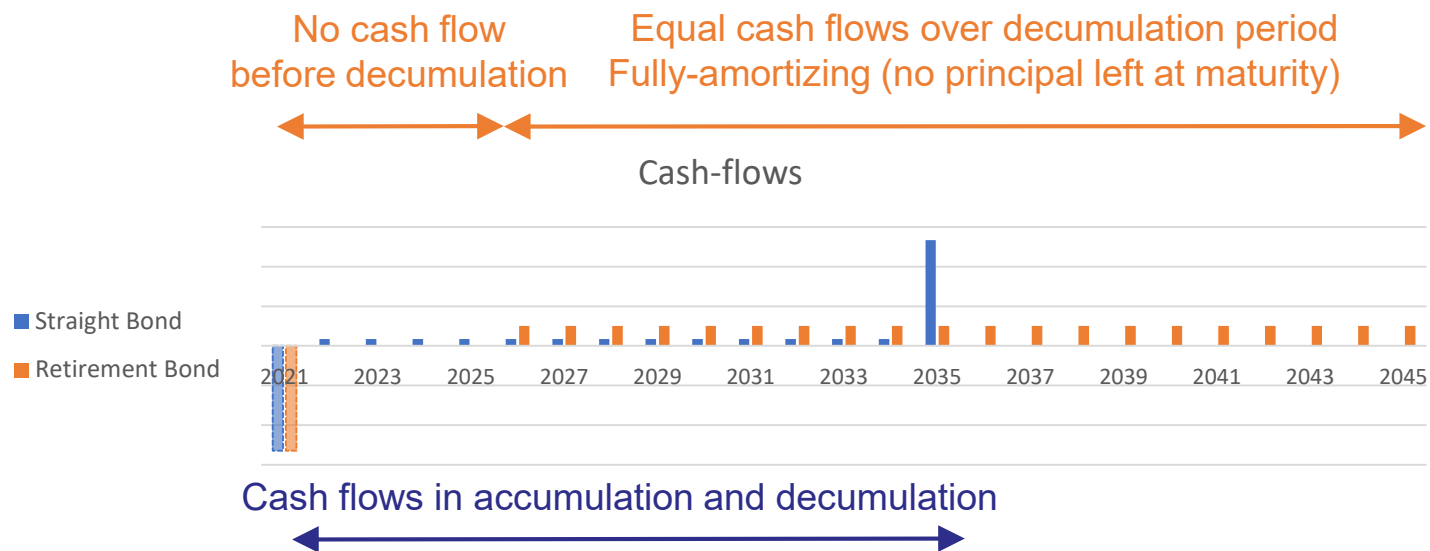 No cash flow
before decumulation
Equal cash flows over decumulation period
Fully-amortizing (no principal left at maturity)
Cash-flows
Straight Bond
Retirement Bond
2021 2023 2025 2027 2029 2031 2033 2035 2037 2039 2041 2043 2045
Cash flows in accumulation and decumulation